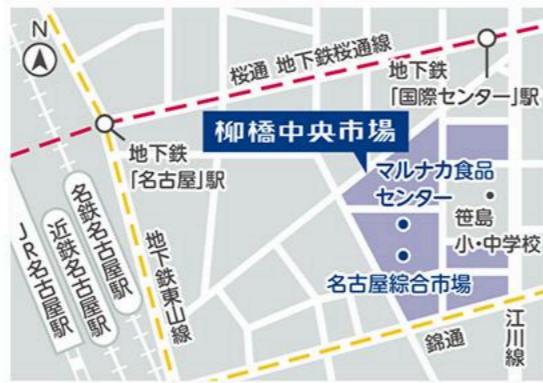 N
桜通 地下鉄桜通線
地下鉄
「国際センター」駅
柳橋中央市場
地下鉄
「名古屋」駅
マルナカ食品
センター
笹島
小・中学校
名古屋綜合市場
JR名古屋駅
近鉄名古屋駅
名鉄名古屋駅
地下鉄東山線
錦通
江川線